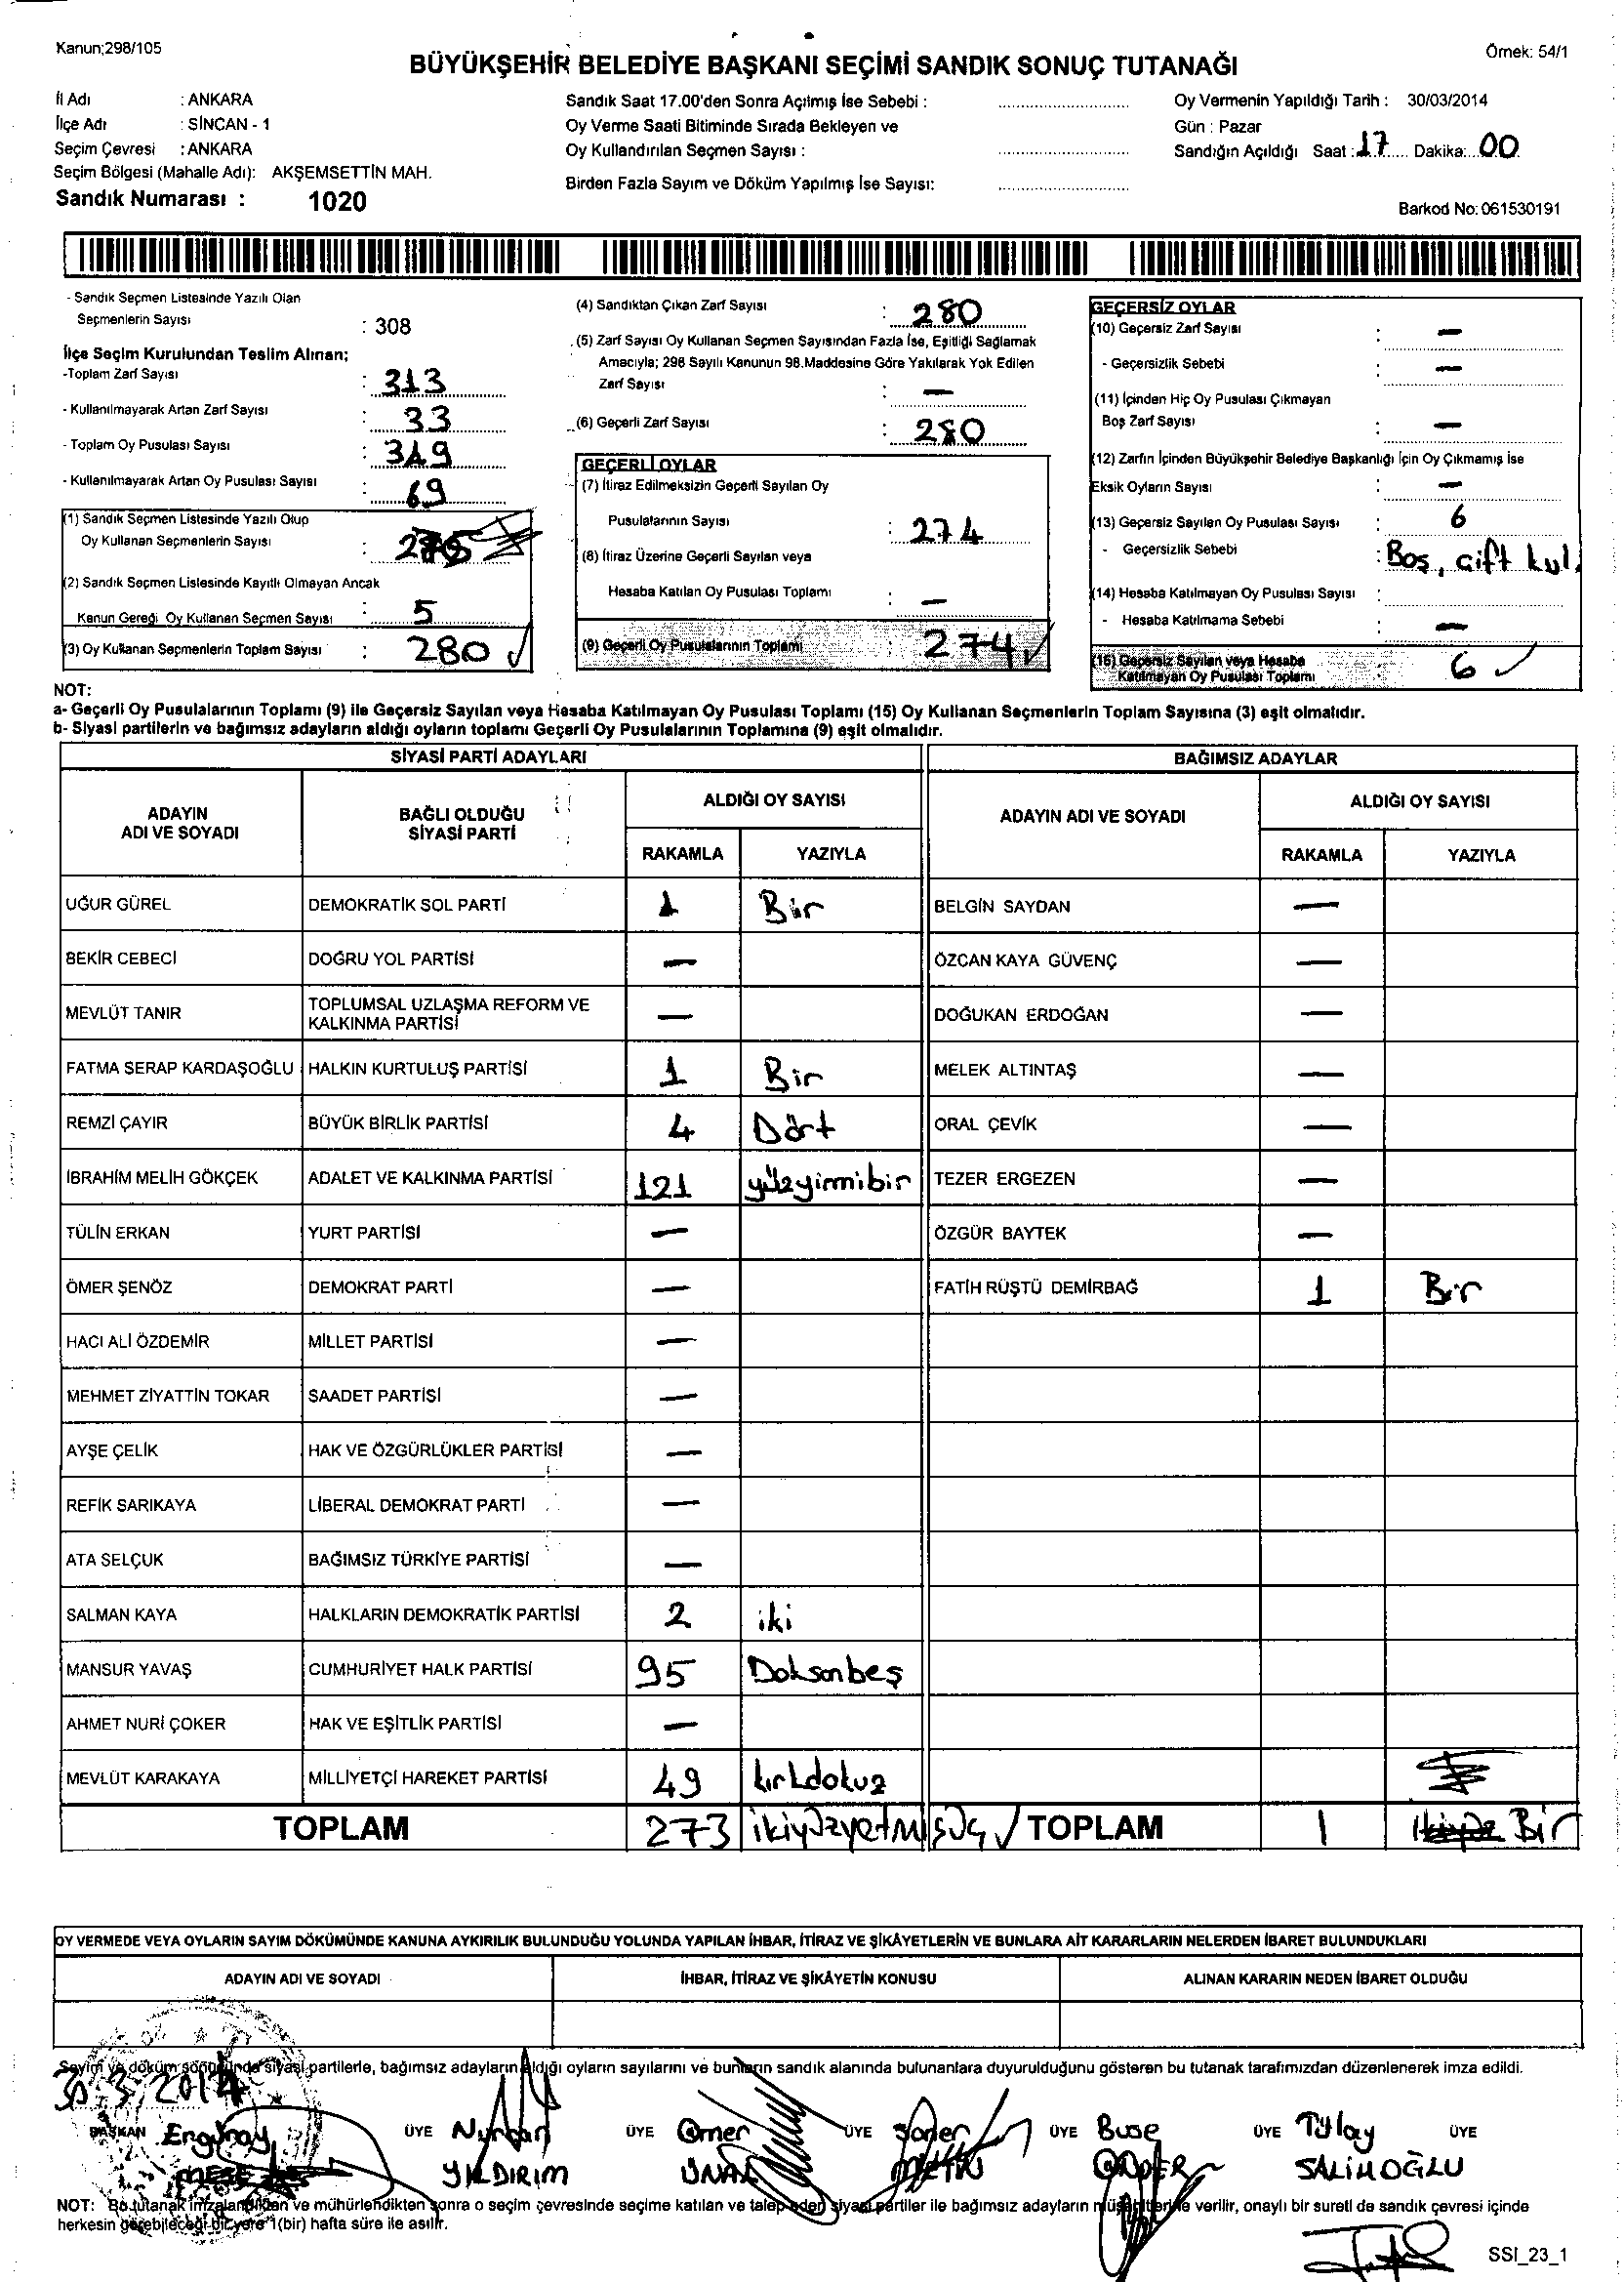 Kanun;298/105
Örnek: 54/1
BÜYÜKŞEHİR BELEDİYE BAŞKANI SEÇİMİ SANDIK SONUÇ TUTANAĞI
İl Adı : ANKARA
İlçe Adı : SİNCAN - 1
Seçim Çevresi : ANKARA
Seçim Bölgesi (Mahalle Adı): AKŞEMSETTİN MAH.
Sandık Numarası : 1020
Sandık Saat 17.00'den Sonra Açılmış İse Sebebi :
Oy Verme Saati Bitiminde Sırada Bekleyen ve
Oy Kullandırılan Seçmen Sayısı :
Birden Fazla Sayım ve Döküm Yapılmış İse Sayısı:
Oy Vermenin Yapıldığı Tarih : 30/03/2014
Gün : Pazar
Sandığın Açıldığı Saat : 17 Dakika: 00
Barkod No: 061530191
- Sandık Seçmen Listesinde Yazılı Olan
Seçmenlerin Sayısı : 308
İlçe Seçim Kurulundan Teslim Alınan;
-Toplam Zarf Sayısı : 313
- Kullanılmayarak Artan Zarf Sayısı : 33
- Toplam Oy Pusulası Sayısı : 349
- Kullanılmayarak Artan Oy Pusulası Sayısı : 69
(1) Sandık Seçmen Listesinde Yazılı Olup
Oy Kullanan Seçmenlerin Sayısı :
(2) Sandık Seçmen Listesinde Kayıtlı Olmayan Ancak
Kanun Gereği Oy Kullanan Seçmen Sayısı : 5
(3) Oy Kullanan Seçmenlerin Toplam Sayısı : 280 ✓
(4) Sandıktan Çıkan Zarf Sayısı : 280
(5) Zarf Sayısı Oy Kullanan Seçmen Sayısından Fazla İse, Eşitliği Sağlamak
Amacıyla; 298 Sayılı Kanunun 98.Maddesine Göre Yakılarak Yok Edilen
Zarf Sayısı : —
(6) Geçerli Zarf Sayısı : 280
GEÇERLİ OYLAR
(7) İtiraz Edilmeksizin Geçerli Sayılan Oy
Pusulalarının Sayısı : 274
(8) İtiraz Üzerine Geçerli Sayılan veya
Hesaba Katılan Oy Pusulası Toplamı : —
(9) Geçerli Oy Pusulalarının Toplamı : 274 ✓
GEÇERSİZ OYLAR
(10) Geçersiz Zarf Sayısı : —
- Geçersizlik Sebebi : —
(11) İçinden Hiç Oy Pusulası Çıkmayan
Boş Zarf Sayısı : —
(12) Zarfın İçinden Büyükşehir Belediye Başkanlığı İçin Oy Çıkmamış İse
Eksik Oyların Sayısı : —
(13) Geçersiz Sayılan Oy Pusulası Sayısı : 6
- Geçersizlik Sebebi : Boş, çift kul.
(14) Hesaba Katılmayan Oy Pusulası Sayısı :
- Hesaba Katılmama Sebebi : —
(15) Geçersiz Sayılan veya Hesaba
Katılmayan Oy Pusulası Toplamı : 6 ✓
NOT:
a- Geçerli Oy Pusulalarının Toplamı (9) ile Geçersiz Sayılan veya Hesaba Katılmayan Oy Pusulası Toplamı (15) Oy Kullanan Seçmenlerin Toplam Sayısına (3) eşit olmalıdır.
b- Siyasi partilerin ve bağımsız adayların aldığı oyların toplamı Geçerli Oy Pusulalarının Toplamına (9) eşit olmalıdır.
SİYASİ PARTİ ADAYLARI
ADAYIN ADI VE SOYADI BAĞLI OLDUĞU SİYASİ PARTİ ALDIĞI OY SAYISI
RAKAMLA YAZIYLA
UĞUR GÜREL DEMOKRATİK SOL PARTİ 1 Bir
BEKİR CEBECİ DOĞRU YOL PARTİSİ —
MEVLÜT TANIR TOPLUMSAL UZLAŞMA REFORM VE KALKINMA PARTİSİ —
FATMA SERAP KARDAŞOĞLU HALKIN KURTULUŞ PARTİSİ 1 Bir
REMZİ ÇAYIR BÜYÜK BİRLİK PARTİSİ 4 Dört
İBRAHİM MELİH GÖKÇEK ADALET VE KALKINMA PARTİSİ 121 yüzyirmibir
TÜLİN ERKAN YURT PARTİSİ —
ÖMER ŞENÖZ DEMOKRAT PARTİ —
HACI ALİ ÖZDEMİR MİLLET PARTİSİ —
MEHMET ZİYATTİN TOKAR SAADET PARTİSİ —
AYŞE ÇELİK HAK VE ÖZGÜRLÜKLER PARTİSİ —
REFİK SARIKAYA LİBERAL DEMOKRAT PARTİ —
ATA SELÇUK BAĞIMSIZ TÜRKİYE PARTİSİ —
SALMAN KAYA HALKLARIN DEMOKRATİK PARTİSİ 2 iki
MANSUR YAVAŞ CUMHURİYET HALK PARTİSİ 95 Doksanbeş
AHMET NURİ ÇOKER HAK VE EŞİTLİK PARTİSİ —
MEVLÜT KARAKAYA MİLLİYETÇİ HAREKET PARTİSİ 49 kırkdokuz
TOPLAM 273 ikiyüzyetmişüç ✓
BAĞIMSIZ ADAYLAR
ADAYIN ADI VE SOYADI ALDIĞI OY SAYISI
RAKAMLA YAZIYLA
BELGİN SAYDAN —
ÖZCAN KAYA GÜVENÇ —
DOĞUKAN ERDOĞAN —
MELEK ALTINTAŞ —
ORAL ÇEVİK —
TEZER ERGEZEN —
ÖZGÜR BAYTEK —
FATİH RÜŞTÜ DEMİRBAĞ 1 Bir
TOPLAM 1 Bir
OY VERMEDE VEYA OYLARIN SAYIM DÖKÜMÜNDE KANUNA AYKIRILIK BULUNDUĞU YOLUNDA YAPILAN İHBAR, İTİRAZ VE ŞİKÂYETLERİN VE BUNLARA AİT KARARLARIN NELERDEN İBARET BULUNDUKLARI
ADAYIN ADI VE SOYADI İHBAR, İTİRAZ VE ŞİKÂYETİN KONUSU ALINAN KARARIN NEDEN İBARET OLDUĞU
Sayım ve döküm sonucunda siyasi partilerle, bağımsız adayların aldığı oyların sayılarını ve bunların sandık alanında bulunanlara duyurulduğunu gösteren bu tutanak tarafımızdan düzenlenerek imza edildi.
30.3.2014
BAŞKAN Ergünay ÜYE Nurcan ÜYE Ömer ÜYE Soner ÜYE Buse ÜYE Tülay ÜYE
MEŞE YILDIRIM ÜNAL METİN SALİHOĞLU
NOT: Bu tutanak imzalandıktan ve mühürlendikten sonra o seçim çevresinde seçime katılan ve talep eden siyasi partiler ile bağımsız adayların müşahitlerine verilir, onaylı bir sureti de sandık çevresi içinde
herkesin görebileceği bir yere 1(bir) hafta süre ile asılır.
SSI_23_1